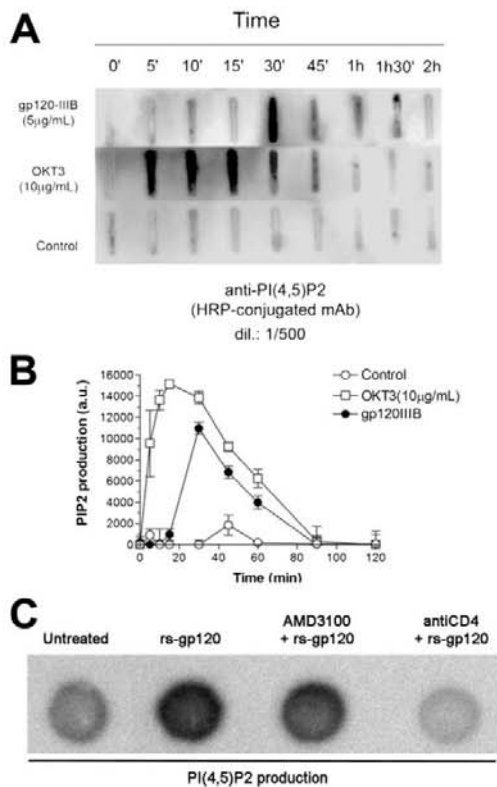 A
Time
0' 5' 10' 15' 30' 45' 1h 1h30' 2h
gp120-IIIB
(5µg/mL)
OKT3
(10µg/mL)
Control
anti-PI(4,5)P2
(HRP-conjugated mAb)
dil.: 1/500
B
PIP2 production (a.u.)
16000
14000
12000
10000
8000
6000
4000
2000
0
0 20 40 60 80 100 120
Time (min)
Control
OKT3(10µg/mL)
gp120IIIB
C
Untreated
rs-gp120
AMD3100
+ rs-gp120
antiCD4
+ rs-gp120
PI(4,5)P2 production